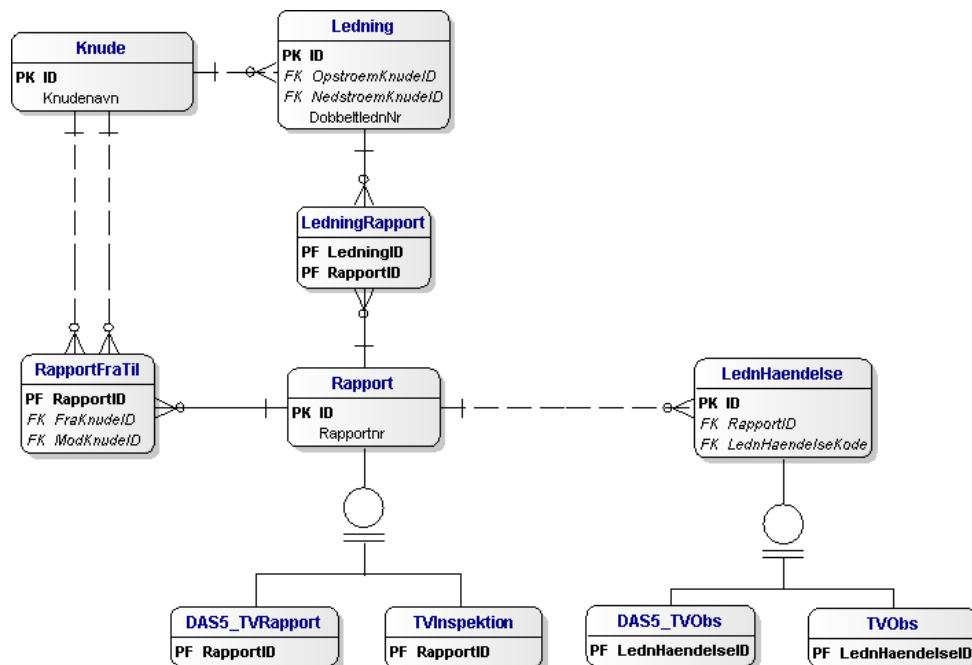 Knude
PK ID
Knudenavn
Ledning
PK ID
FK OpstroemKnudeID
FK NedstroemKnudeID
DobbeltlednNr
LedningRapport
PF LedningID
PF RapportID
RapportFraTil
PF RapportID
FK FraKnudeID
FK ModKnudeID
Rapport
PK ID
Rapportnr
LednHaendelse
PK ID
FK RapportID
FK LednHaendelseKode
DAS5_TVRapport
PF RapportID
TVInspektion
PF RapportID
DAS5_TVObs
PF LednHaendelseID
TVObs
PF LednHaendelseID